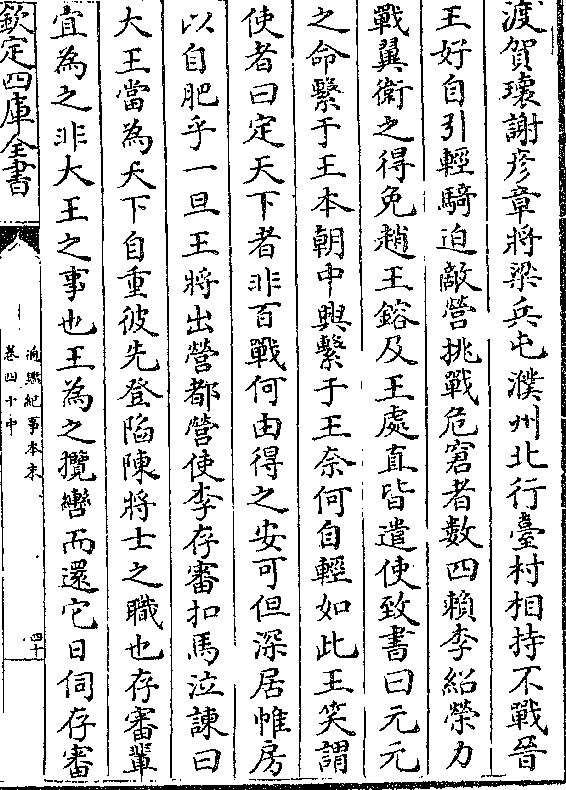 渡賀瓌謝彥章將梁兵屯濮州北行臺村相持不戰晉
王好自引輕騎迫敵營挑戰危窘者數四賴李紹榮力
戰翼衛之得免趙王鎔及王處直皆遣使致書曰元元
之命繫于王本朝中興繫于王奈何自輕如此王笑謂
使者曰定天下者非百戰何由得之安可但深居帷房
以自肥乎一旦王將出營都營使李存審扣馬泣諫曰
大王當為天下自重彼先登陷陳將士之職也存審輩
宜為之非大王之事也王為之攬轡而還它日伺存審
欽定四庫全書
通鑑紀事本末
卷四十中
四十